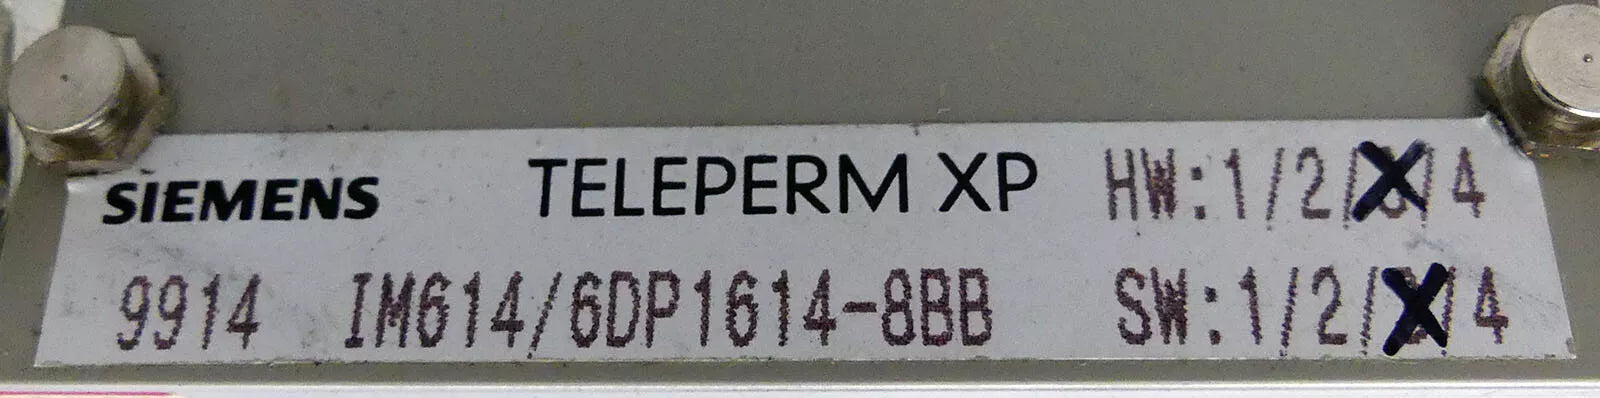 SIEMENS TELEPERM XP HW: 1/2/3/4
9914 IM614/6DP1614-8BB SW: 1/2/3/4